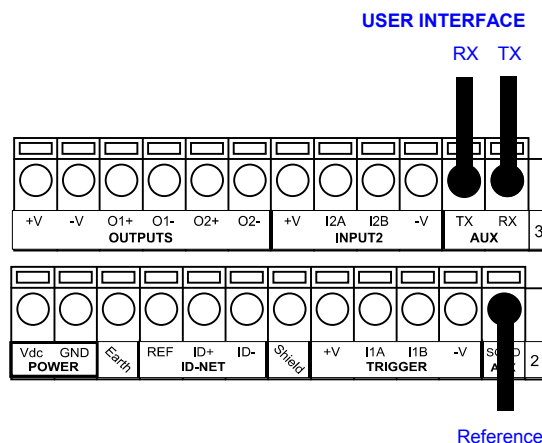 USER INTERFACE
RX TX
+V -V O1+ O1- O2+ O2- +V I2A I2B -V TX RX
OUTPUTS INPUT2 AUX 3
Vdc GND Earth REF ID+ ID- Shield +V I1A I1B -V
POWER ID-NET TRIGGER 2
Reference